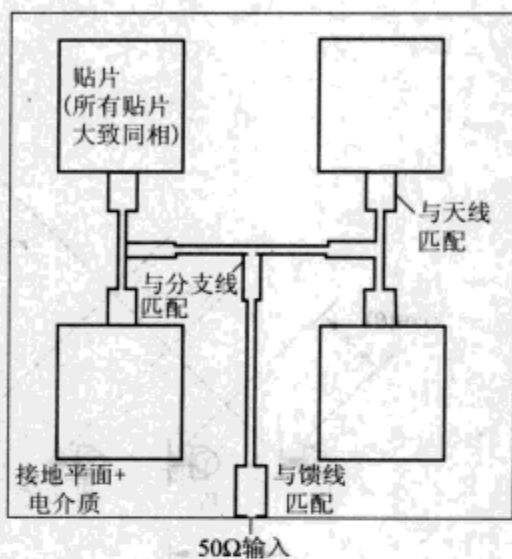 贴片
(所有贴片
大致同相)
与天线
匹配
与分支线
匹配
接地平面+
电介质
与馈线
匹配
50Ω输入